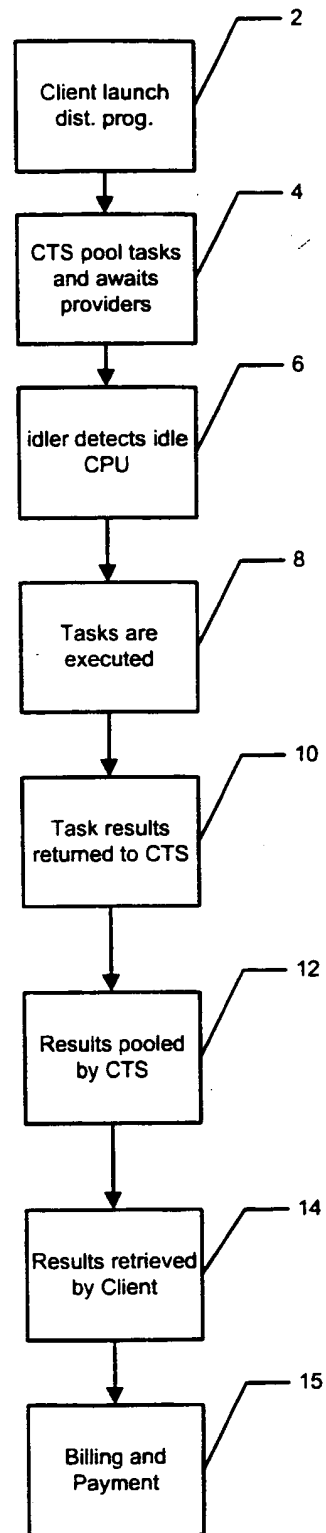 2
Client launch
dist. prog.
4
CTS pool tasks
and awaits
providers
6
idler detects idle
CPU
8
Tasks are
executed
10
Task results
returned to CTS
12
Results pooled
by CTS
14
Results retrieved
by Client
15
Billing and
Payment